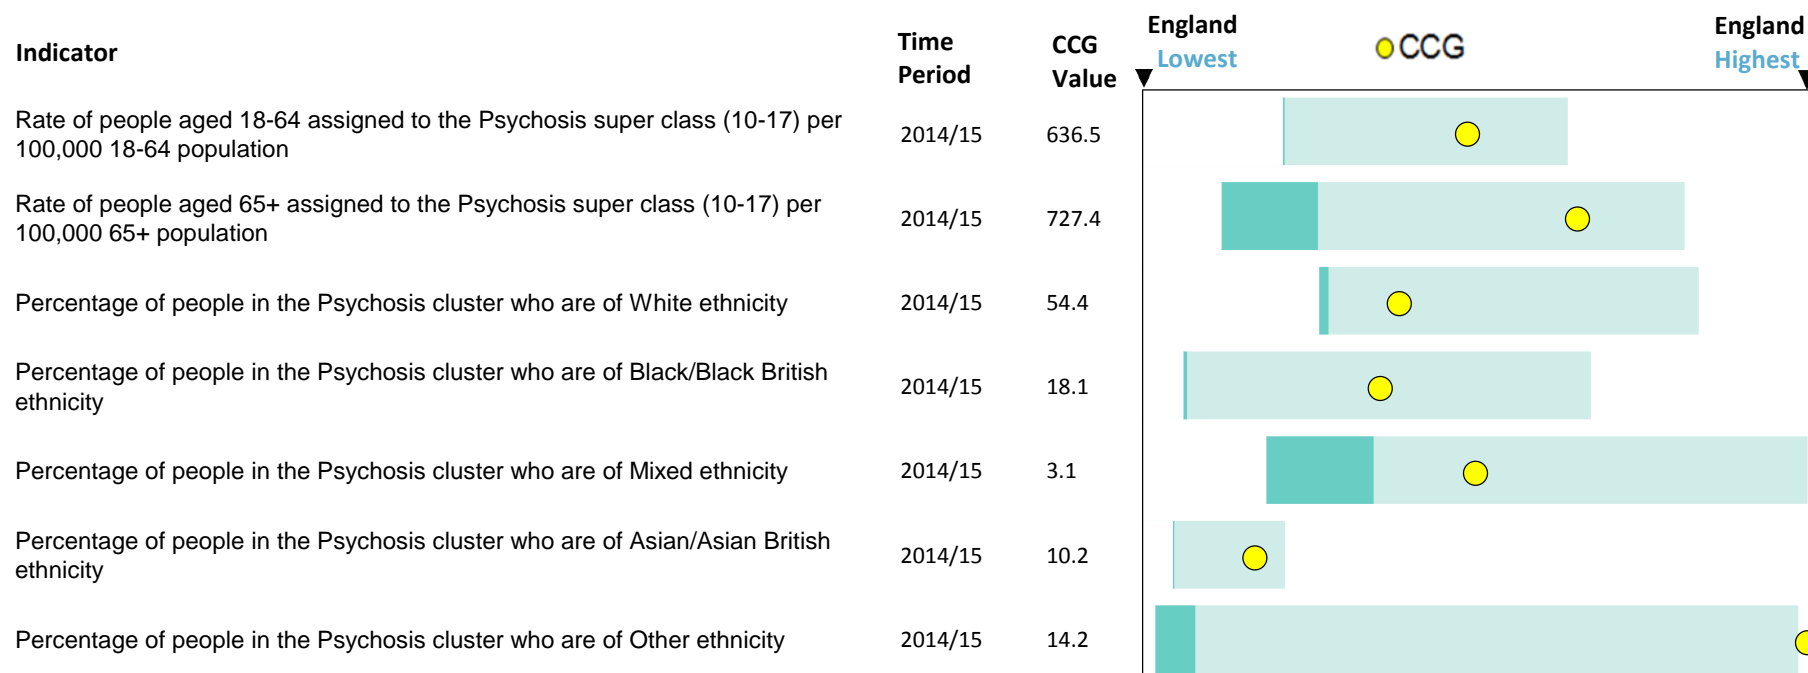 Indicator
Time Period
CCG Value
England Lowest
CCG
England Highest
Rate of people aged 18-64 assigned to the Psychosis super class (10-17) per
100,000 18-64 population
2014/15
636.5
Rate of people aged 65+ assigned to the Psychosis super class (10-17) per
100,000 65+ population
2014/15
727.4
Percentage of people in the Psychosis cluster who are of White ethnicity
2014/15
54.4
Percentage of people in the Psychosis cluster who are of Black/Black British
ethnicity
2014/15
18.1
Percentage of people in the Psychosis cluster who are of Mixed ethnicity
2014/15
3.1
Percentage of people in the Psychosis cluster who are of Asian/Asian British
ethnicity
2014/15
10.2
Percentage of people in the Psychosis cluster who are of Other ethnicity
2014/15
14.2